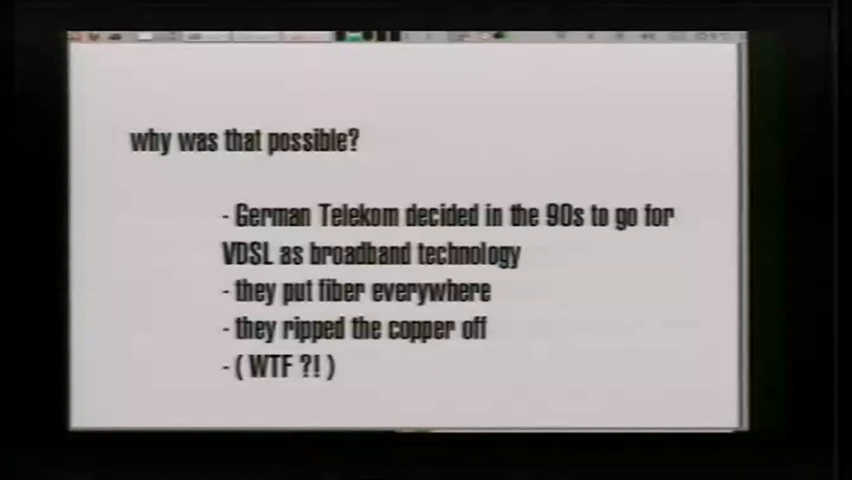 why was that possible?
- German Telekom decided in the 90s to go for
VDSL as broadband technology
- they put fiber everywhere
- they ripped the copper off
- ( WTF ?! )